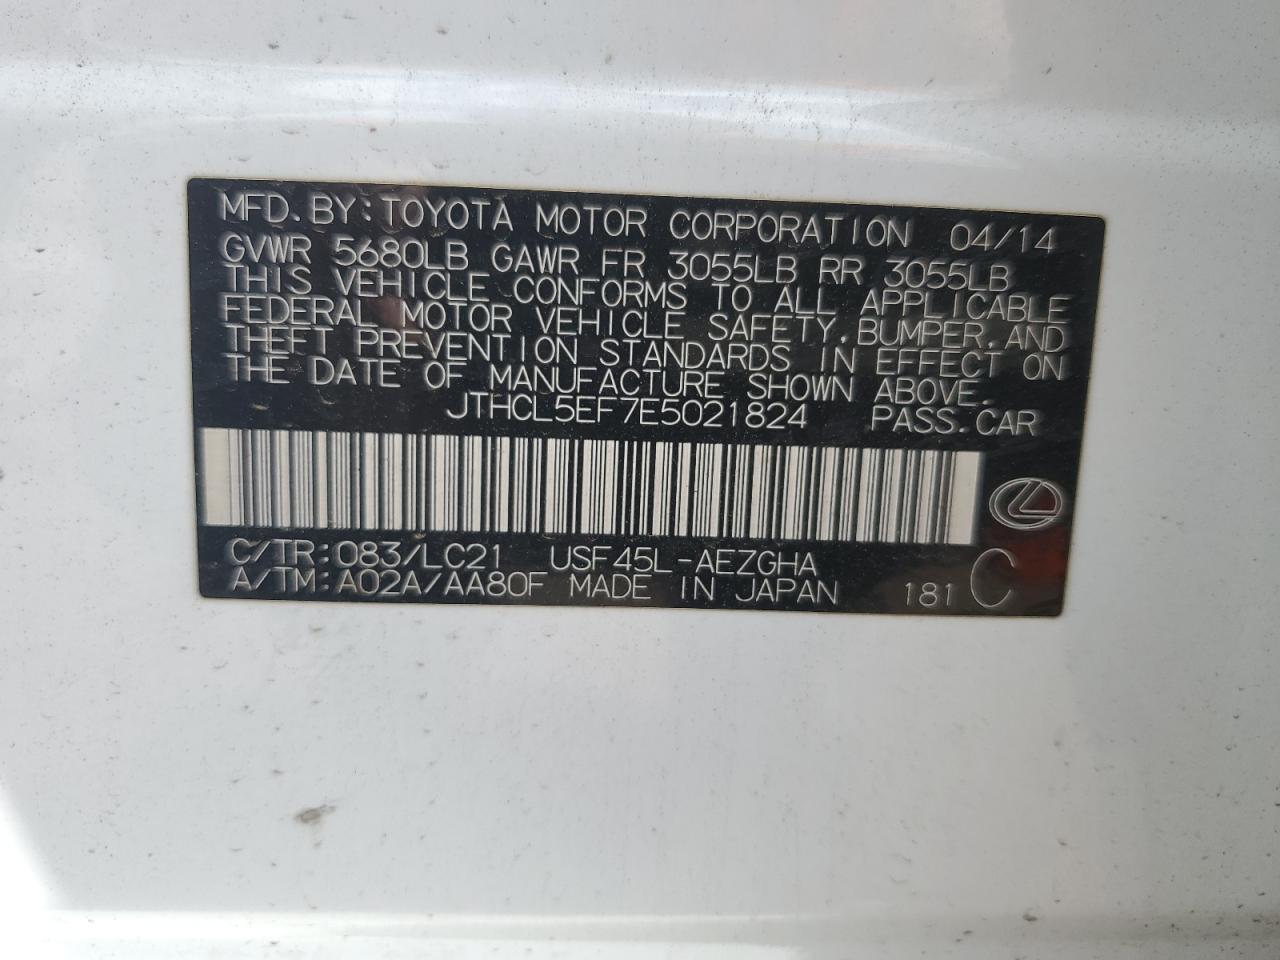 MFD.BY:TOYOTA MOTOR CORPORATION 04/14
GVWR 5680LB GAWR FR 3055LB RR 3055LB
THIS VEHICLE CONFORMS TO ALL APPLICABLE
FEDERAL MOTOR VEHICLE SAFETY,BUMPER,AND
THEFT PREVENTION STANDARDS IN EFFECT ON
THE DATE OF MANUFACTURE SHOWN ABOVE.
JTHCL5EF7E5021824 PASS.CAR
C/TR:083/LC21 USF45L-AEZGHA
A/TM:A02A/AA80F MADE IN JAPAN 181 C